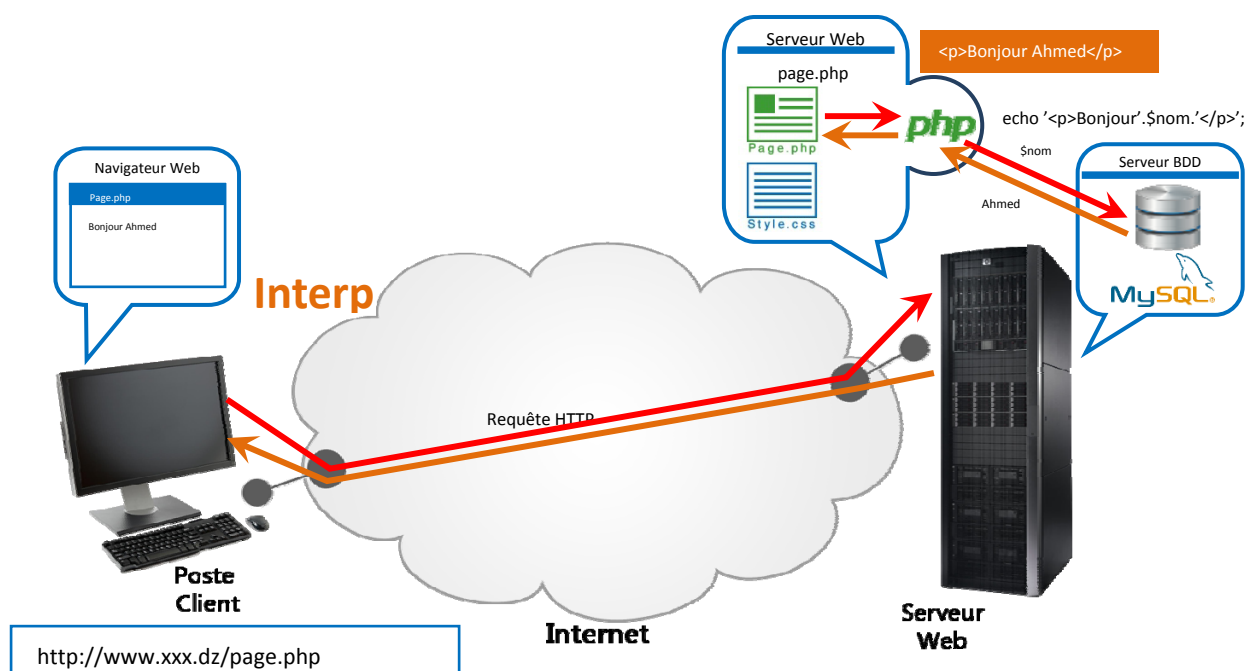 Serveur Web
page.php
Page.php
Style.css
<p>Bonjour Ahmed</p>
php
echo '<p>Bonjour'.$nom.'</p>';
$nom
Ahmed
Serveur BDD
MySQL®
Navigateur Web
Page.php
Bonjour Ahmed
Interp
Requête HTTP
Poste
Client
Internet
Serveur
Web
http://www.xxx.dz/page.php